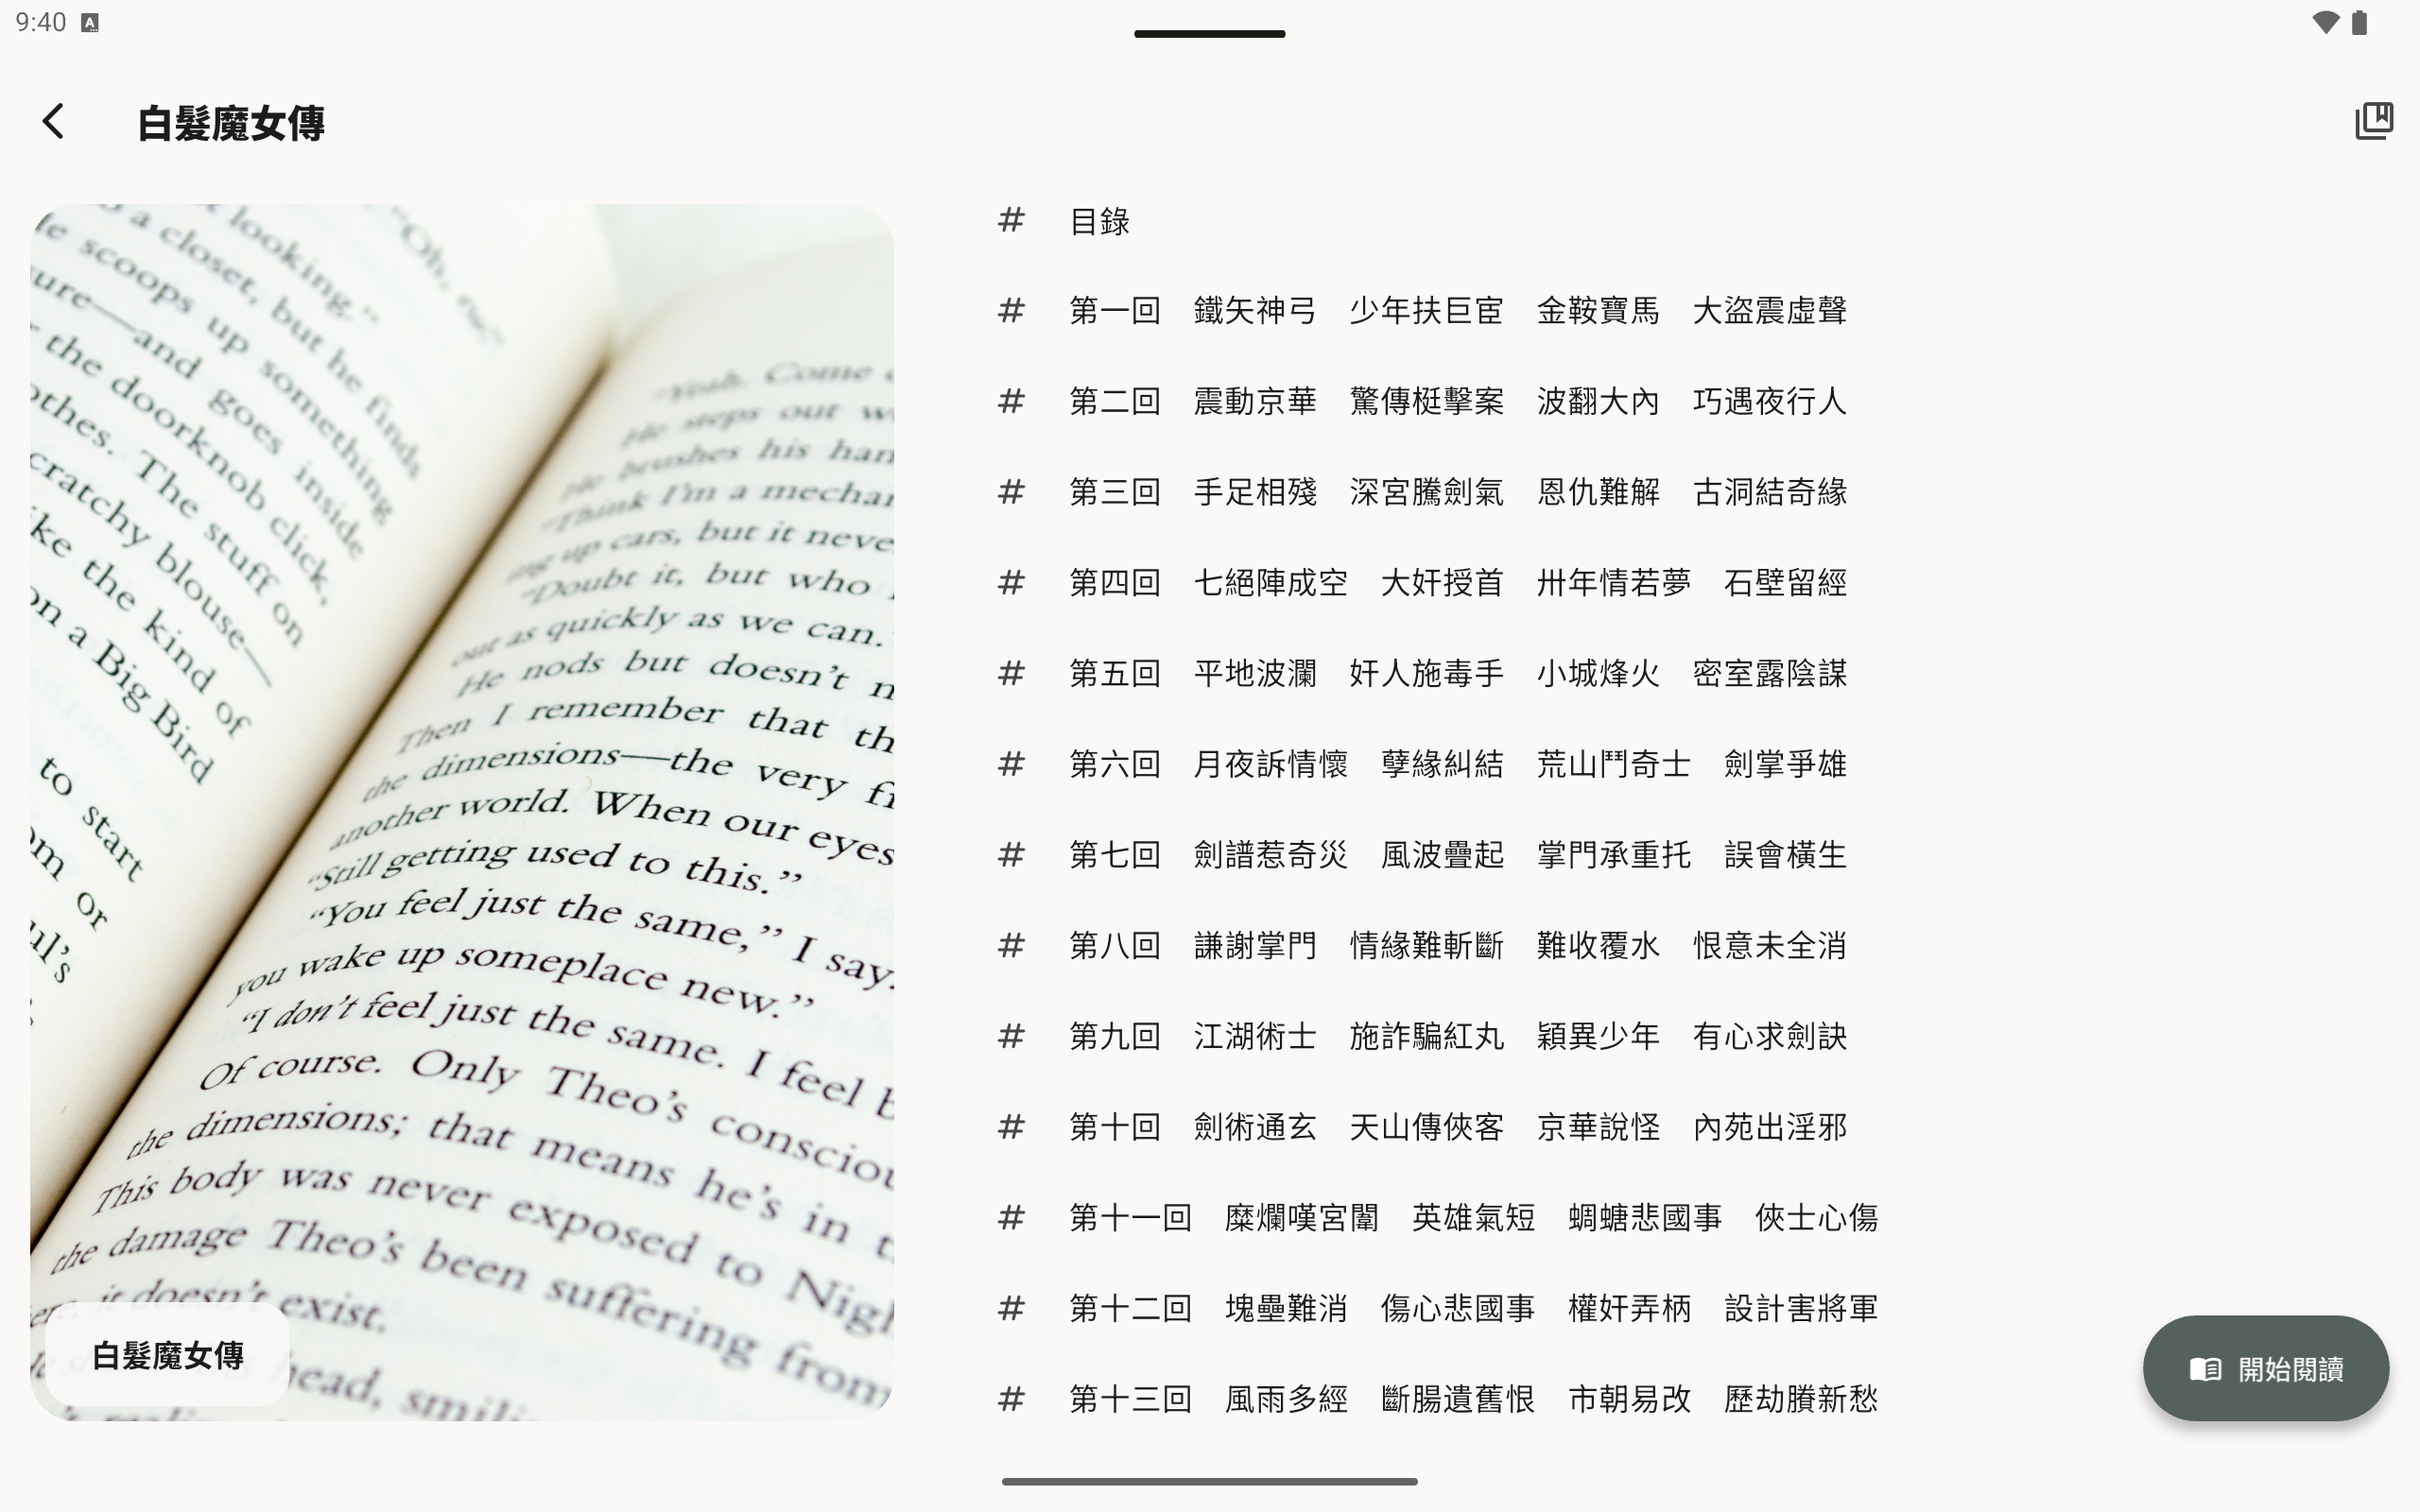 9:40
白髮魔女傳
目錄
第一回 鐵矢神弓 少年扶巨宦 金鞍寶馬 大盜震虛聲
第二回 震動京華 驚傳梃擊案 波翻大內 巧遇夜行人
第三回 手足相殘 深宮騰劍氣 恩仇難解 古洞結奇緣
第四回 七絕陣成空 大奸授首 卅年情若夢 石壁留經
第五回 平地波瀾 奸人施毒手 小城烽火 密室露陰謀
第六回 月夜訴情懷 孽緣糾結 荒山鬥奇士 劍掌爭雄
第七回 劍譜惹奇災 風波疊起 掌門承重托 誤會橫生
第八回 謙謝掌門 情緣難斬斷 難收覆水 恨意未全消
第九回 江湖術士 施詐騙紅丸 穎異少年 有心求劍訣
第十回 劍術通玄 天山傳俠客 京華說怪 內苑出淫邪
第十一回 糜爛嘆宮闈 英雄氣短 蜩螗悲國事 俠士心傷
第十二回 塊壘難消 傷心悲國事 權奸弄柄 設計害將軍
第十三回 風雨多經 斷腸遺舊恨 市朝易改 歷劫賸新愁
開始閱讀
looking.”
“Oh,
a closet, but he finds
scoops up something
ure—and goes inside
the doorknob click,
othes. The stuff on
cratchy blouse—
ke the kind of
on a Big Bird
to start
om or
ul’s
“Yeah. Come
He steps out
He brushes his han
“Think I’m a mechan
ing up cars, but it neve
“Doubt it, but who
out as quickly as we can.
He nods but doesn’t
Then I remember that th
the dimensions—the very fi
another world. When our eyes
“Still getting used to this.”
“You feel just the same,” I say.
you wake up someplace new.”
“I don’t feel just the same. I feel
Of course. Only Theo’s consciou
the dimensions; that means he’s in
This body was never exposed to Nigh
the damage Theo’s been suffering from
it doesn’t exist.
head,
白髮魔女傳